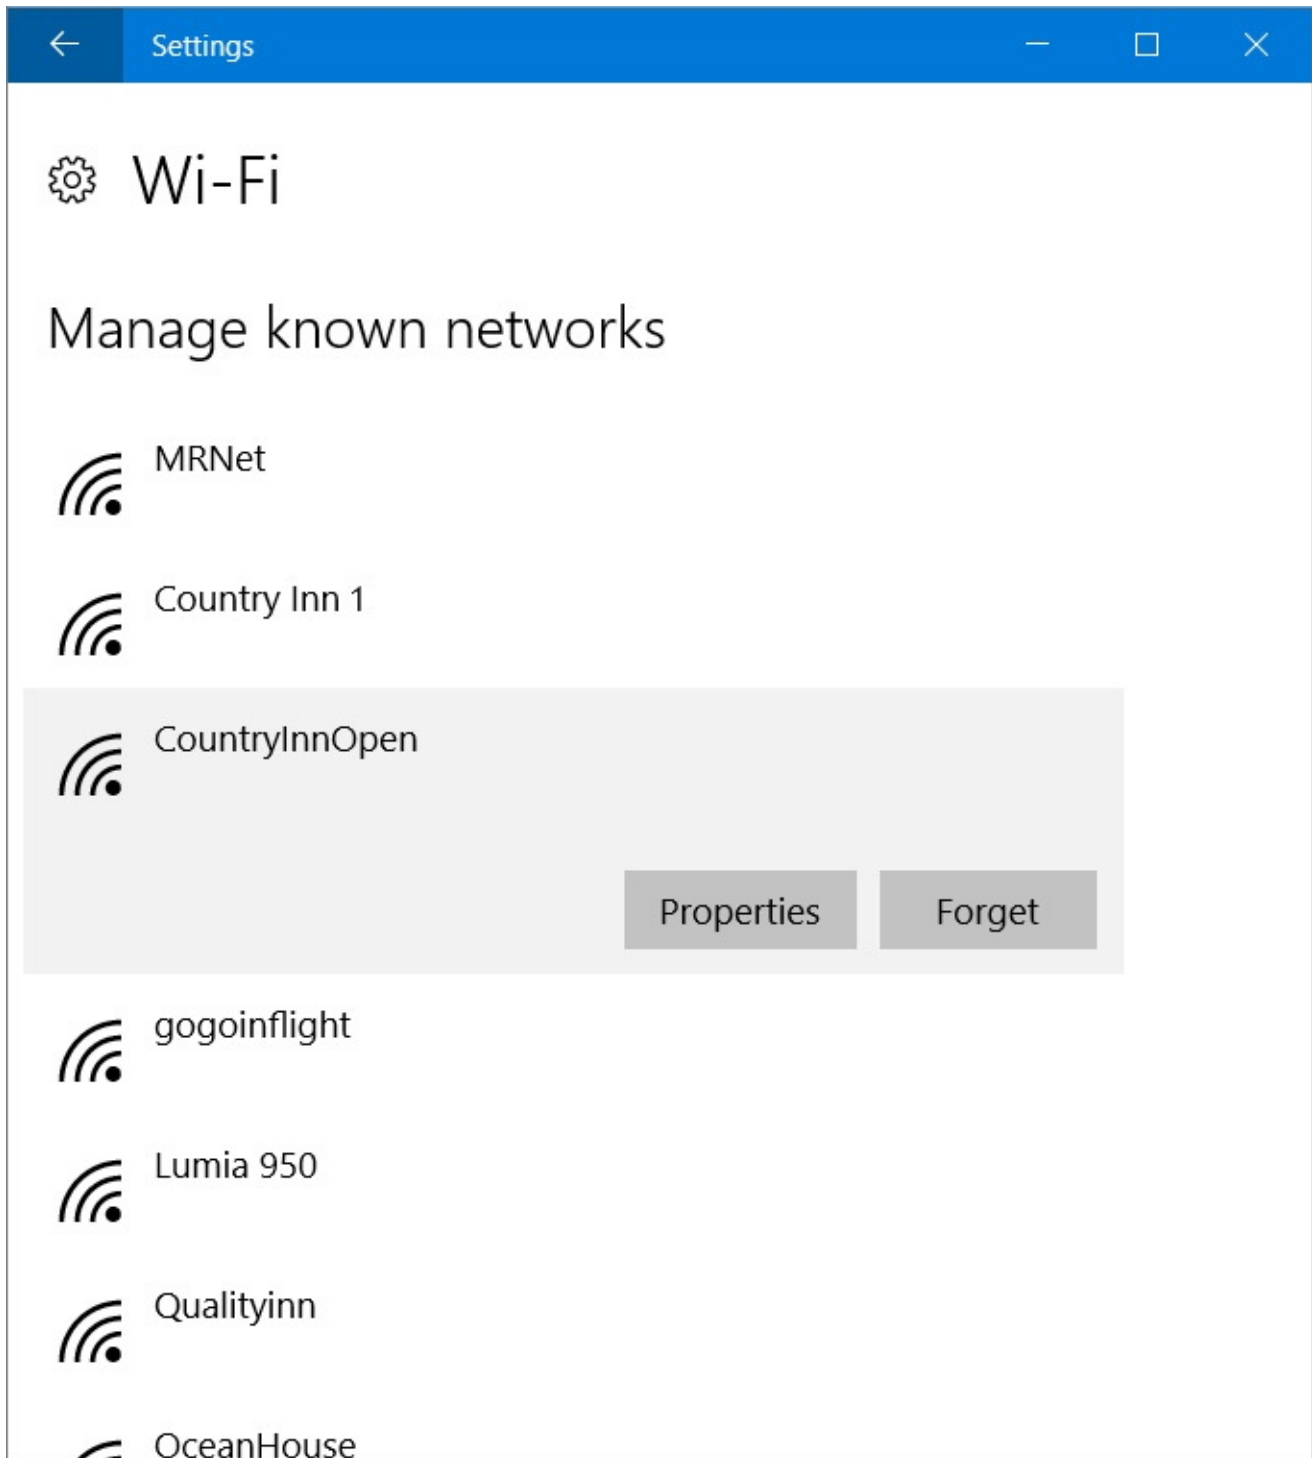 Settings
Wi-Fi
Manage known networks
MRNet
Country Inn 1
CountryInnOpen
Properties Forget
gogoinflight
Lumia 950
Qualityinn
OceanHouse